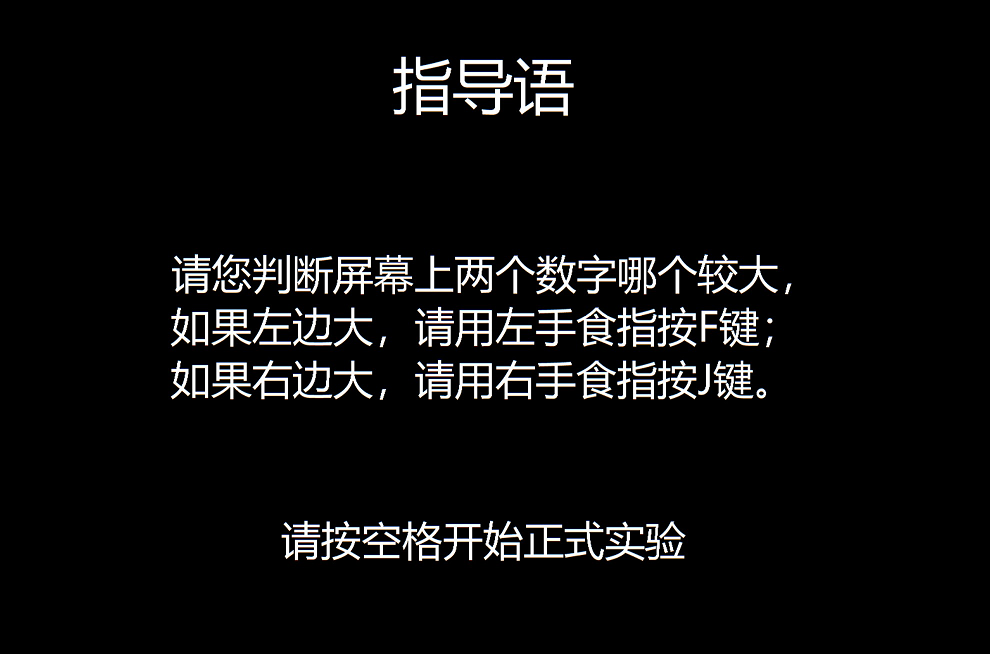 指导语
请您判断屏幕上两个数字哪个较大，
如果左边大，请用左手食指按F键；
如果右边大，请用右手食指按J键。
请按空格开始正式实验